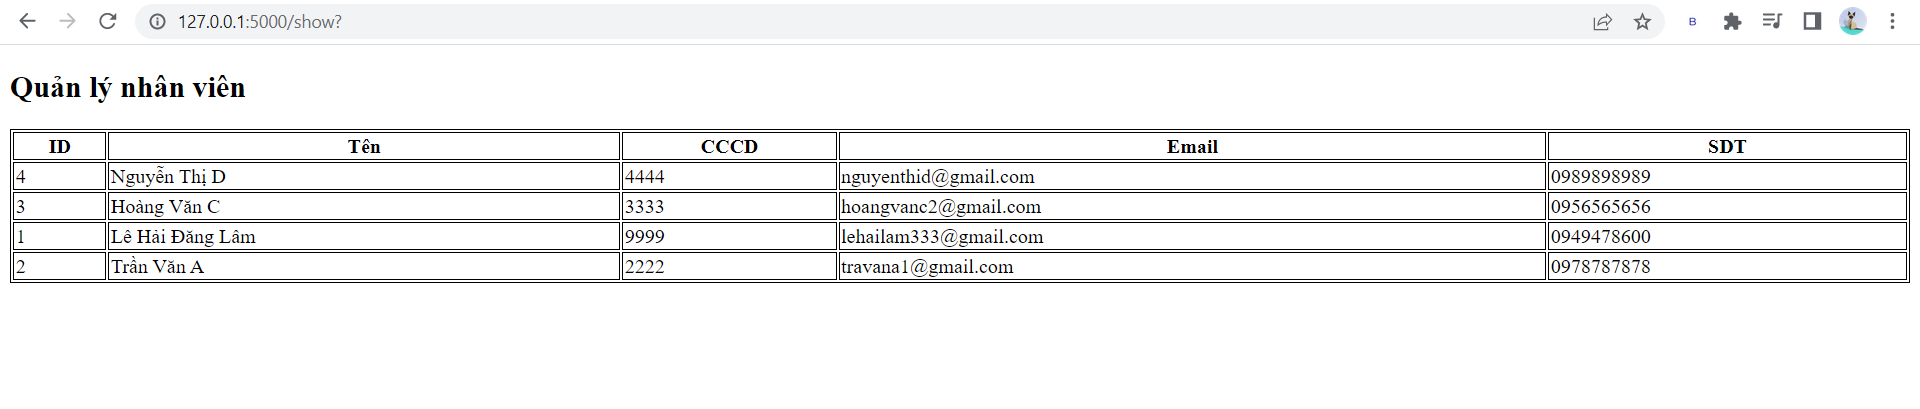 127.0.0.1:5000/show?
B
Quản lý nhân viên
ID Tên CCCD Email SDT
4 Nguyễn Thị D 4444 nguyenthid@gmail.com 0989898989
3 Hoàng Văn C 3333 hoangvanc2@gmail.com 0956565656
1 Lê Hải Đăng Lâm 9999 lehailam333@gmail.com 0949478600
2 Trần Văn A 2222 travana1@gmail.com 0978787878